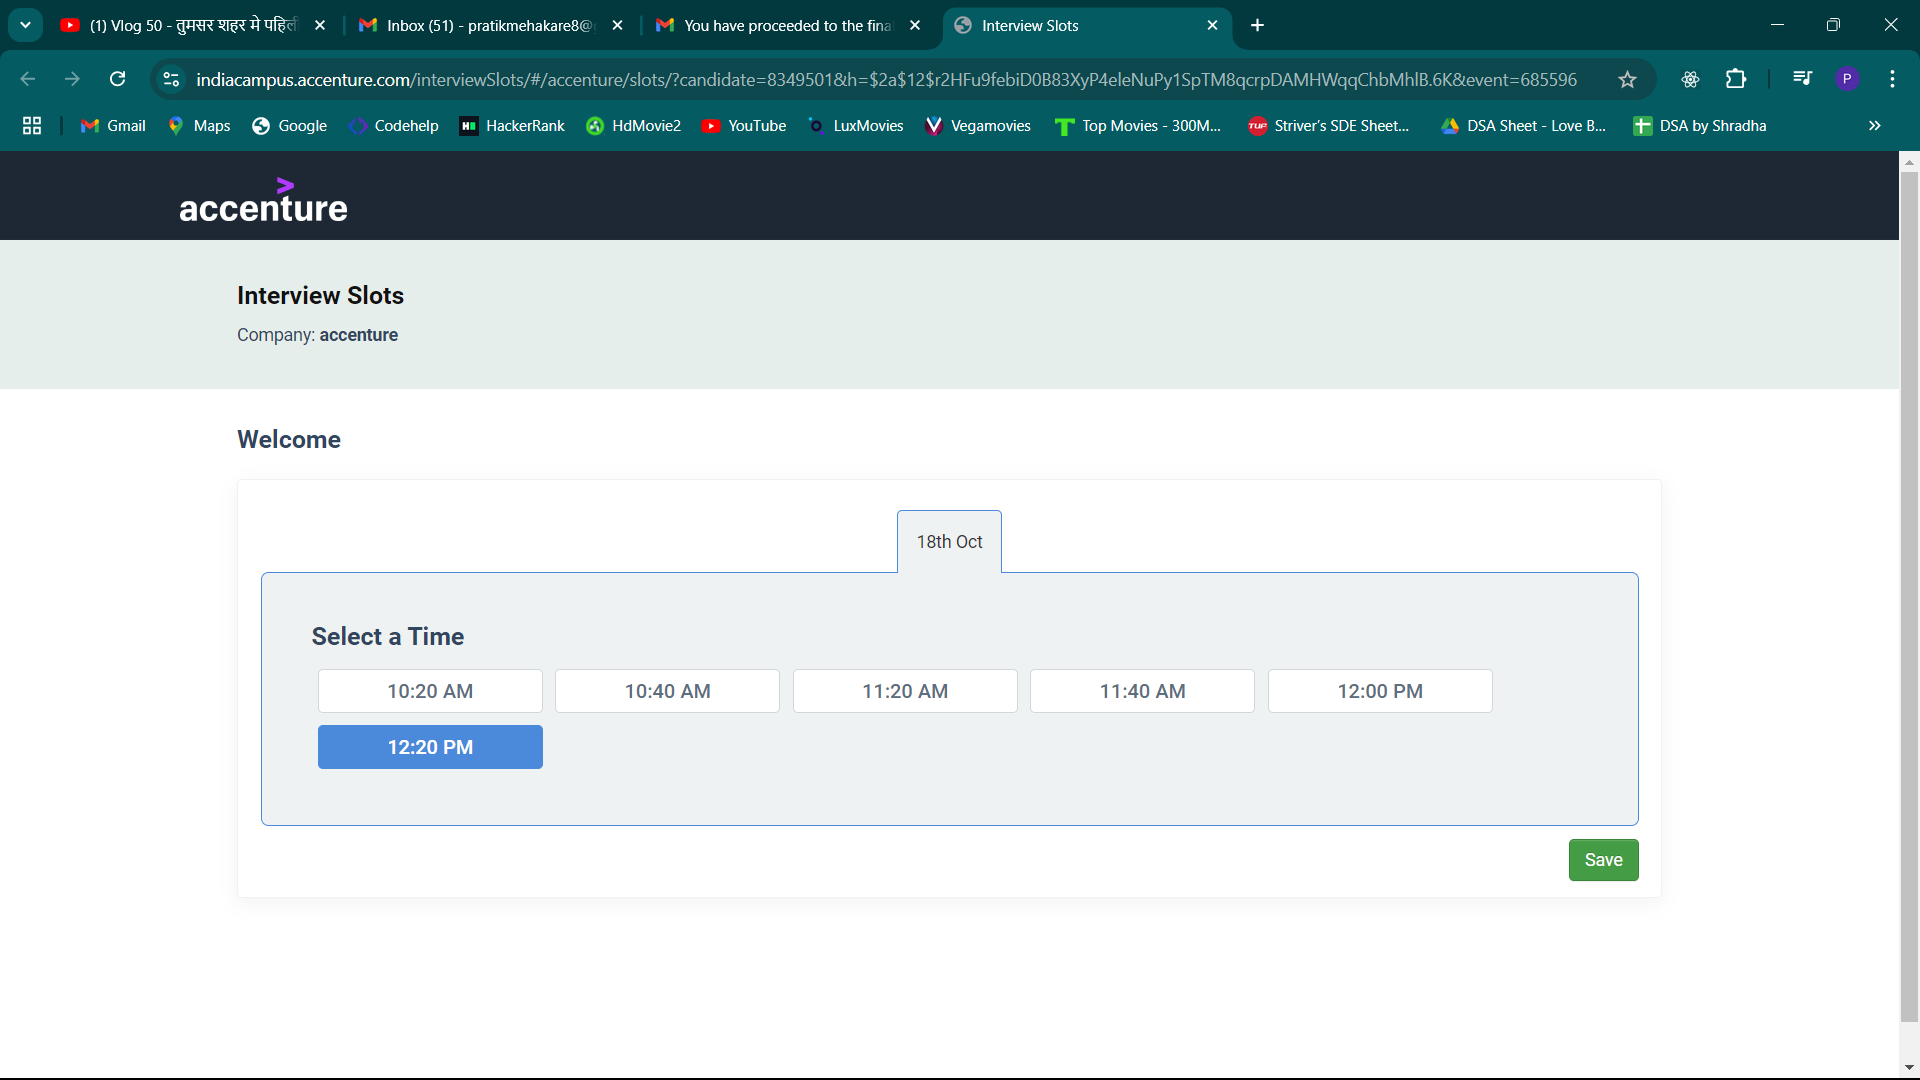 (1) Vlog 50 - तुमसर शहर मे पहिली
Inbox (51) - pratikmehakare8@
You have proceeded to the fina
Interview Slots
indiacampus.accenture.com/interviewSlots/#/accenture/slots/?candidate=8349501&h=$2a$12$r2HFu9febiD0B83XyP4eleNuPy1SpTM8qcrpDAMHWqqChbMhlB.6K&event=685596
P
Gmail
Maps
Google
Codehelp
HackerRank
HdMovie2
YouTube
LuxMovies
Vegamovies
Top Movies - 300M...
Striver's SDE Sheet...
DSA Sheet - Love B...
DSA by Shradha
accenture
Interview Slots
Company: accenture
Welcome
18th Oct
Select a Time
10:20 AM
10:40 AM
11:20 AM
11:40 AM
12:00 PM
12:20 PM
Save